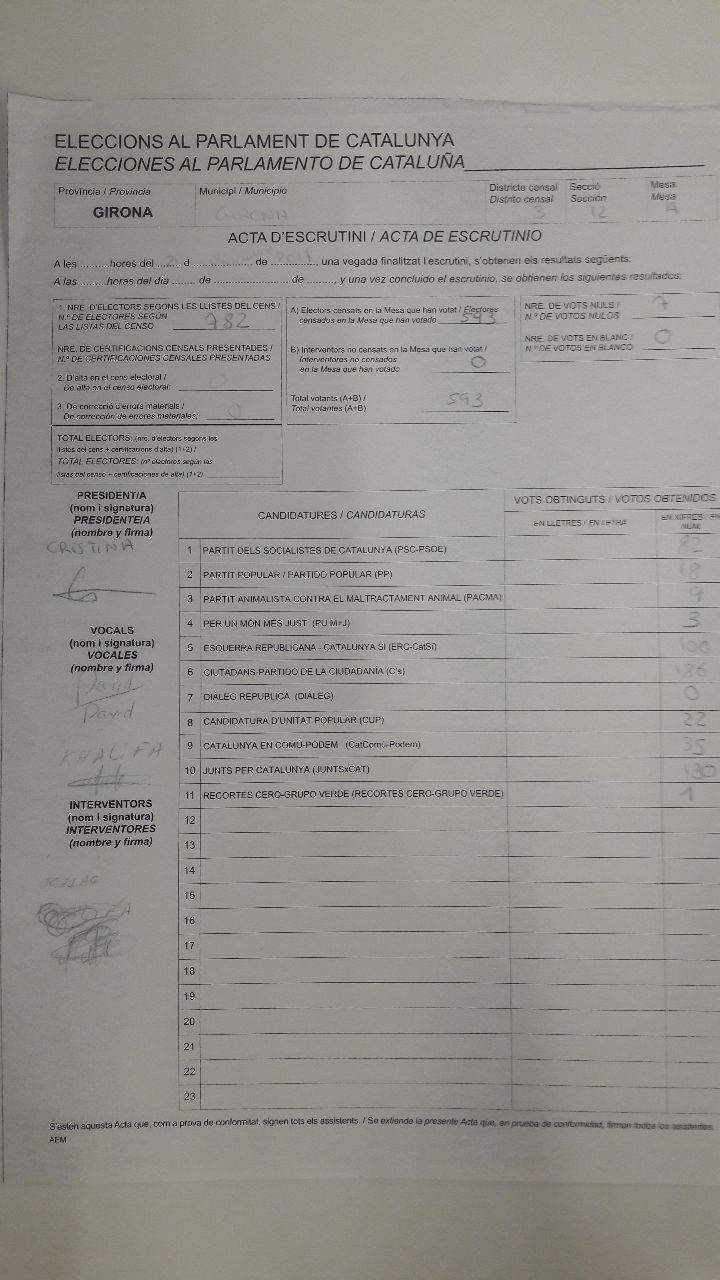 ELECCIONS AL PARLAMENT DE CATALUNYA
ELECCIONES AL PARLAMENTO DE CATALUÑA
Província / Provincia
GIRONA
Municipi / Municipio
GIRONA
Districte censal
Distrito censal
3
Secció
Sección
12
Mesa
Mesa
A
ACTA D'ESCRUTINI / ACTA DE ESCRUTINIO
A les ..........hores del ........ d ................... de ..............., una vegada finalitzat l'escrutini, s'obtenen els resultats següents:
A las ..........horas del día ........ de .................... de .............., y una vez concluido el escrutinio, se obtienen los siguientes resultados:
1. NRE. D'ELECTORS SEGONS LES LLISTES DEL CENS /
N.º DE ELECTORES SEGÚN
LAS LISTAS DEL CENSO 782
NRE. DE CERTIFICACIONS CENSALS PRESENTADES /
N.º DE CERTIFICACIONES CENSALES PRESENTADAS
2. D'alta en el cens electoral /
De alta en el censo electoral:
3. De correcció d'errors materials /
De corrección de errores materiales: 0
TOTAL ELECTORS: (nre. d'electors segons les
llistes del cens + certificacions d'alta) (1+2) /
TOTAL ELECTORES: (nº electores según las
listas del censo + certificaciones de alta) (1+2)
A) Electors censats en la Mesa que han votat / Electores
censados en la Mesa que han votado 593
B) Interventors no censats en la Mesa que han votat /
Interventores no censados
en la Mesa que han votado 0
Total votants (A+B) /
Total votantes (A+B) 593
NRE. DE VOTS NULS /
N.º DE VOTOS NULOS 7
NRE. DE VOTS EN BLANC /
N.º DE VOTOS EN BLANCO 0
PRESIDENT/A
(nom i signatura)
PRESIDENTE/A
(nombre y firma)
CRISTINA
VOCALS
(nom i signatura)
VOCALES
(nombre y firma)
David
David
KHALIFA
INTERVENTORS
(nom i signatura)
INTERVENTORES
(nombre y firma)
CANDIDATURES / CANDIDATURAS
VOTS OBTINGUTS / VOTOS OBTENIDOS
EN LLETRES / EN LETRA
EN XIFRES / EN NÚM.
1 PARTIT DELS SOCIALISTES DE CATALUNYA (PSC-PSOE) 82
2 PARTIT POPULAR / PARTIDO POPULAR (PP) 18
3 PARTIT ANIMALISTA CONTRA EL MALTRACTAMENT ANIMAL (PACMA) 9
4 PER UN MÓN MÉS JUST (PU M+J) 3
5 ESQUERRA REPUBLICANA - CATALUNYA SI (ERC-CatSí) 100
6 CIUTADANS-PARTIDO DE LA CIUDADANÍA (C's) 186
7 DIÀLEG REPUBLICÀ (DIÀLEG) 0
8 CANDIDATURA D'UNITAT POPULAR (CUP) 22
9 CATALUNYA EN COMÚ-PODEM (CatComú-Podem) 35
10 JUNTS PER CATALUNYA (JUNTSxCAT) 130
11 RECORTES CERO-GRUPO VERDE (RECORTES CERO-GRUPO VERDE) 1
12
13
14
15
16
17
18
19
20
21
22
23
S'estén aquesta Acta que, com a prova de conformitat, signen tots els assistents. / Se extiende la presente Acta que, en prueba de conformidad, firman todos los asistentes.
AEM